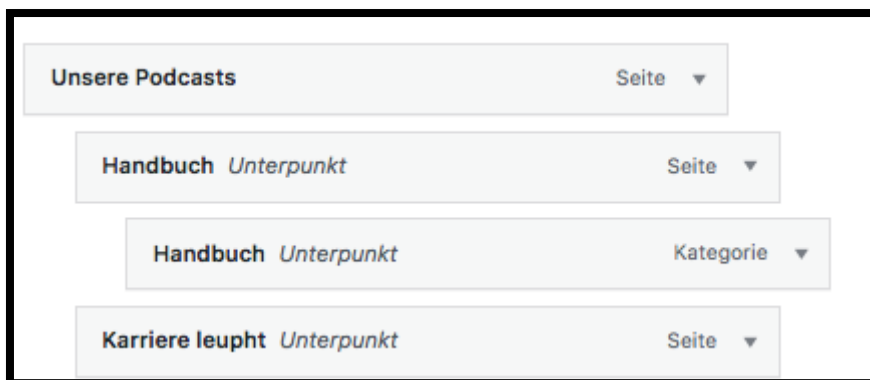 Unsere Podcasts Seite
Handbuch Unterpunkt Seite
Handbuch Unterpunkt Kategorie
Karriere leupht Unterpunkt Seite